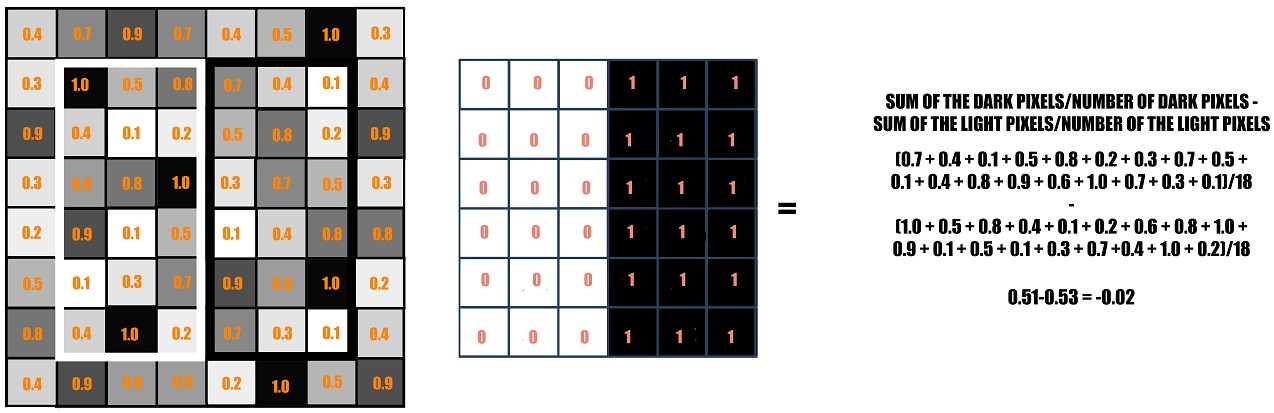 0.4 0.7 0.9 0.7 0.4 0.5 1.0 0.3
0.3 1.0 0.5 0.8 0.7 0.4 0.1 0.4
0.9 0.4 0.1 0.2 0.5 0.8 0.2 0.9
0.3 0.8 1.0 0.3 0.7 0.5 0.3
0.2 0.9 0.1 0.5 0.1 0.4 0.8 0.8
0.5 0.1 0.3 0.7 0.9 1.0 0.2
0.8 0.4 1.0 0.2 0.7 0.3 0.1 0.4
0.4 0.9 0.2 1.0 0.5 0.9
0 0 0 1 1 1
0 0 0 1 1 1
0 0 0 1 1 1
0 0 0 1 1 1
0 0 0 1 1 1
0 0 0 1 1 1
=
SUM OF THE DARK PIXELS/NUMBER OF DARK PIXELS -
SUM OF THE LIGHT PIXELS/NUMBER OF THE LIGHT PIXELS
(0.7 + 0.4 + 0.1 + 0.5 + 0.8 + 0.2 + 0.3 + 0.7 + 0.5 +
0.1 + 0.4 + 0.8 + 0.9 + 0.6 + 1.0 + 0.7 + 0.3 + 0.1)/18
-
(1.0 + 0.5 + 0.8 + 0.4 + 0.1 + 0.2 + 0.6 + 0.8 + 1.0 +
0.9 + 0.1 + 0.5 + 0.1 + 0.3 + 0.7 +0.4 + 1.0 + 0.2)/18
0.51-0.53 = -0.02